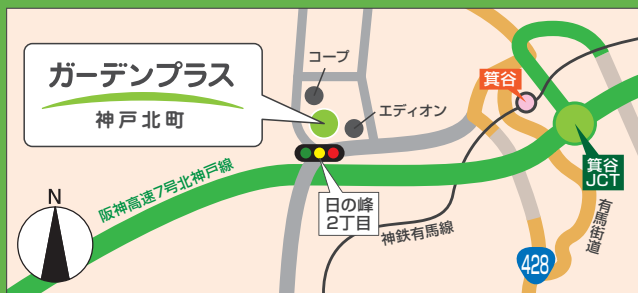 コープ
ガーデンプラス
神戸北町
エディオン
箕谷
箕谷
JCT
阪神高速7号北神戸線
日の峰
2丁目
神鉄有馬線
有馬街道
N
428